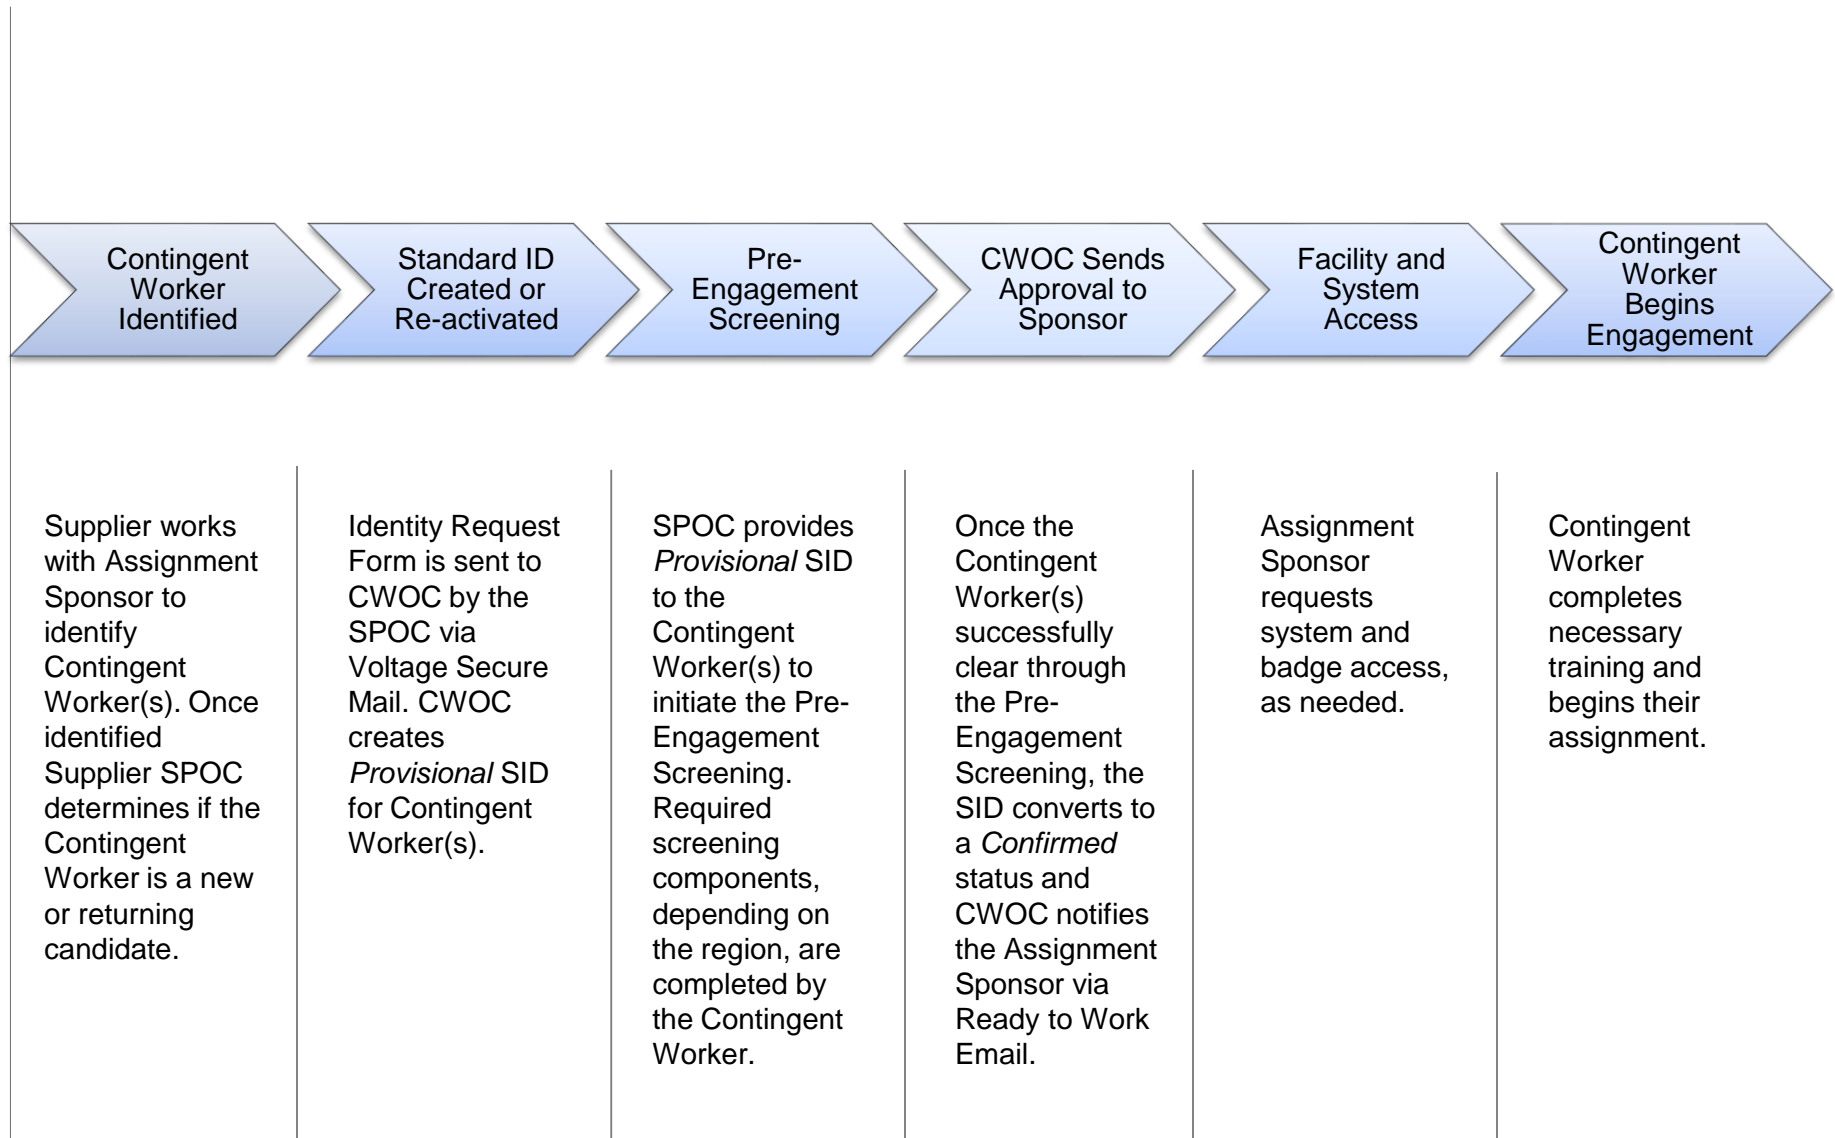 Contingent
Worker
Identified
Standard ID
Created or
Re-activated
Pre-
Engagement
Screening
CWOC Sends
Approval to
Sponsor
Facility and
System
Access
Contingent
Worker
Begins
Engagement
Supplier works
with Assignment
Sponsor to
identify
Contingent
Worker(s). Once
identified
Supplier SPOC
determines if the
Contingent
Worker is a new
or returning
candidate.
Identity Request
Form is sent to
CWOC by the
SPOC via
Voltage Secure
Mail. CWOC
creates
Provisional SID
for Contingent
Worker(s).
SPOC provides
Provisional SID
to the
Contingent
Worker(s) to
initiate the Pre-
Engagement
Screening.
Required
screening
components,
depending on
the region, are
completed by
the Contingent
Worker.
Once the
Contingent
Worker(s)
successfully
clear through
the Pre-
Engagement
Screening, the
SID converts to
a Confirmed
status and
CWOC notifies
the Assignment
Sponsor via
Ready to Work
Email.
Assignment
Sponsor
requests
system and
badge access,
as needed.
Contingent
Worker
completes
necessary
training and
begins their
assignment.